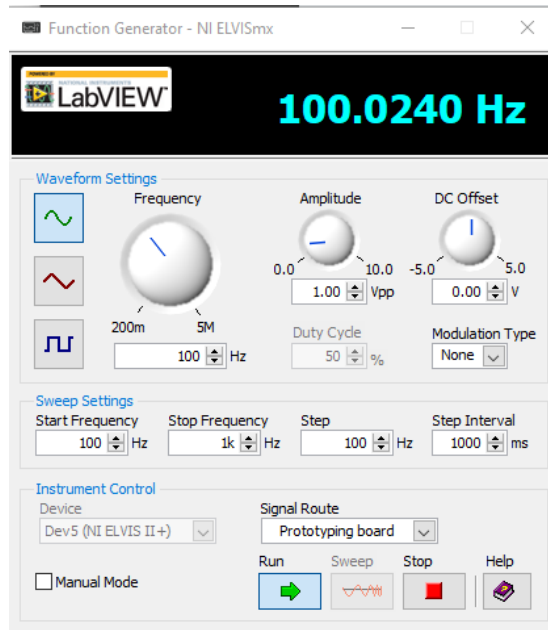 Function Generator - NI ELVISmx
POWERED BY
NATIONAL INSTRUMENTS
LabVIEW™
100.0240 Hz
Waveform Settings
Frequency Amplitude DC Offset
0.0 10.0 -5.0 5.0
1.00 Vpp 0.00 V
200m 5M Duty Cycle Modulation Type
100 Hz 50 % None
Sweep Settings
Start Frequency Stop Frequency Step Step Interval
100 Hz 1k Hz 100 Hz 1000 ms
Instrument Control
Device Signal Route
Dev5 (NI ELVIS II+) Prototyping board
Run Sweep Stop Help
Manual Mode